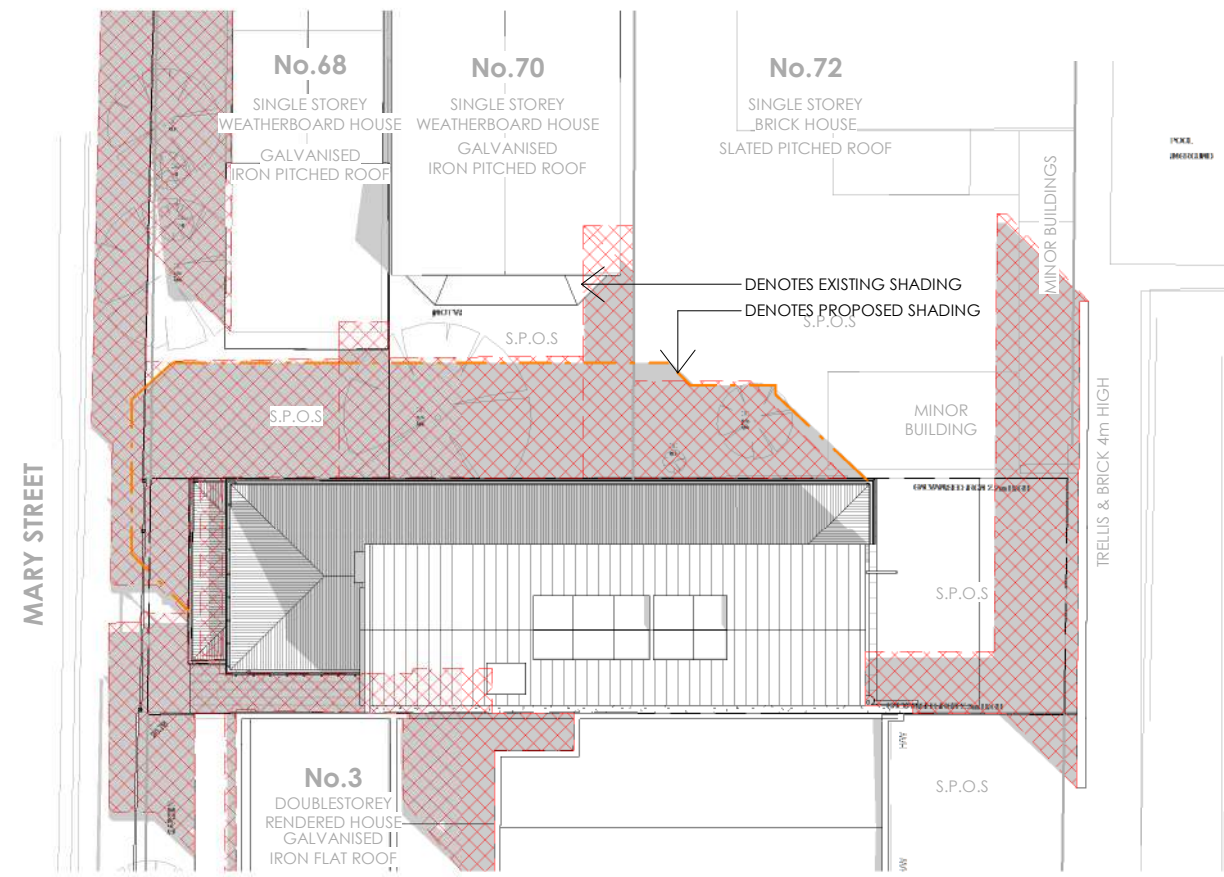 No.68
SINGLE STOREY
WEATHERBOARD HOUSE
GALVANISED
IRON PITCHED ROOF
No.70
SINGLE STOREY
WEATHERBOARD HOUSE
GALVANISED
IRON PITCHED ROOF
No.72
SINGLE STOREY
BRICK HOUSE
SLATED PITCHED ROOF
POOL
MINOR BUILDINGS
DENOTES EXISTING SHADING
DENOTES PROPOSED SHADING
S.P.O.S
S.P.O.S
S.P.O.S
MINOR
BUILDING
TRELLIS & BRICK 4m HIGH
MARY STREET
S.P.O.S
No.3
DOUBLESTOREY
RENDERED HOUSE
GALVANISED
IRON FLAT ROOF
S.P.O.S